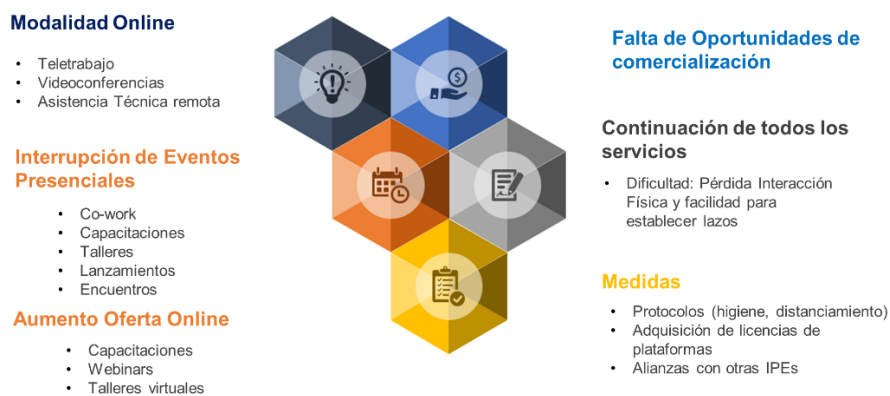 Modalidad Online
• Teletrabajo
• Videoconferencias
• Asistencia Técnica remota
Interrupción de Eventos
Presenciales
• Co-work
• Capacitaciones
• Talleres
• Lanzamientos
• Encuentros
Aumento Oferta Online
• Capacitaciones
• Webinars
• Talleres virtuales
$
Falta de Oportunidades de
comercialización
Continuación de todos los
servicios
• Dificultad: Pérdida Interacción
Física y facilidad para
establecer lazos
Medidas
• Protocolos (higiene, distanciamiento)
• Adquisición de licencias de
plataformas
• Alianzas con otras IPEs